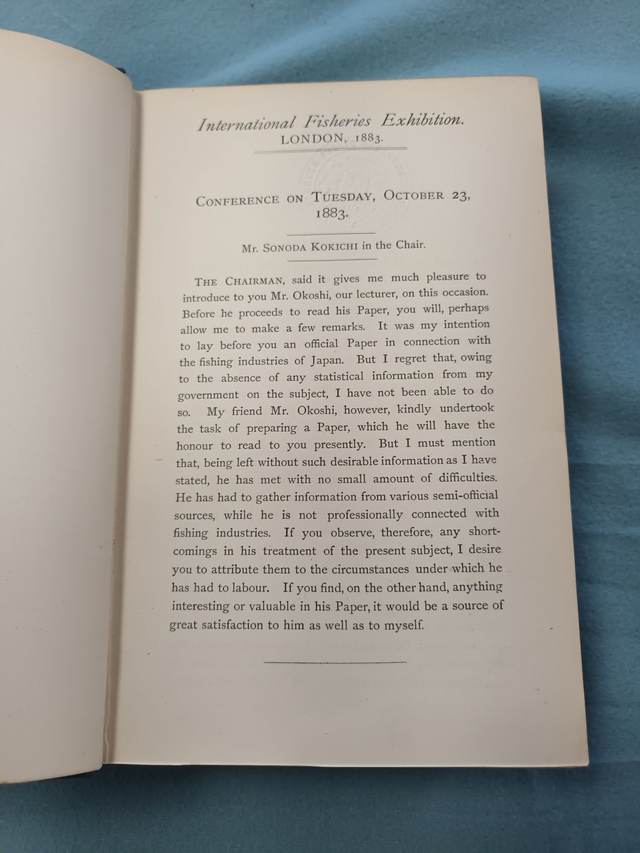 International Fisheries Exhibition.
LONDON, 1883.
CONFERENCE ON TUESDAY, OCTOBER 23,
1883.
Mr. SONODA KOKICHI in the Chair.
THE CHAIRMAN, said it gives me much pleasure to
introduce to you Mr. Okoshi, our lecturer, on this occasion.
Before he proceeds to read his Paper, you will, perhaps
allow me to make a few remarks. It was my intention
to lay before you an official Paper in connection with
the fishing industries of Japan. But I regret that, owing
to the absence of any statistical information from my
government on the subject, I have not been able to do
so. My friend Mr. Okoshi, however, kindly undertook
the task of preparing a Paper, which he will have the
honour to read to you presently. But I must mention
that, being left without such desirable information as I have
stated, he has met with no small amount of difficulties.
He has had to gather information from various semi-official
sources, while he is not professionally connected with
fishing industries. If you observe, therefore, any short-
comings in his treatment of the present subject, I desire
you to attribute them to the circumstances under which he
has had to labour. If you find, on the other hand, anything
interesting or valuable in his Paper, it would be a source of
great satisfaction to him as well as to myself.